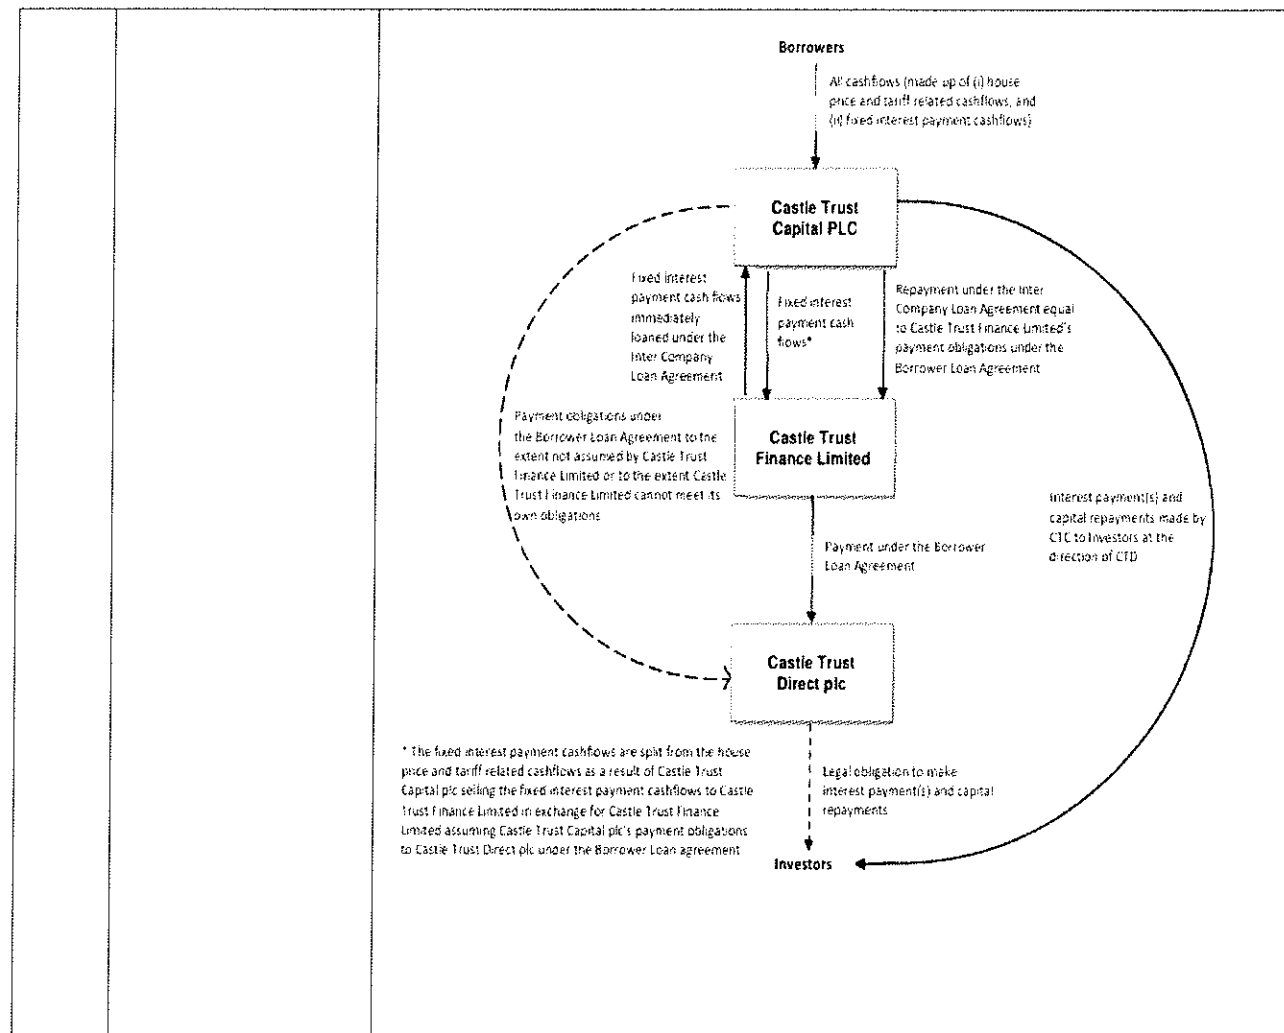 Borrowers
All cashflows (made up of (i) house
price and tariff related cashflows, and
(ii) fixed interest payment cashflows)
Castle Trust
Capital PLC
Fixed interest
payment cash flows
immediately
loaned under the
Inter Company
Loan Agreement
Fixed interest
payment cash
flows*
Repayment under the Inter
Company Loan Agreement equal
to Castle Trust Finance Limited's
payment obligations under the
Borrower Loan Agreement
Payment obligations under
the Borrower Loan Agreement to the
extent not assumed by Castle Trust
Finance Limited or to the extent Castle
Trust Finance Limited cannot meet its
own obligations
Castle Trust
Finance Limited
Interest payment(s) and
capital repayments made by
CTC to Investors at the
direction of CTD
Payment under the Borrower
Loan Agreement
Castle Trust
Direct plc
* The fixed interest payment cashflows are split from the house
price and tariff related cashflows as a result of Castle Trust
Capital plc selling the fixed interest payment cashflows to Castle
Trust Finance Limited in exchange for Castle Trust Finance
Limited assuming Castle Trust Capital plc's payment obligations
to Castle Trust Direct plc under the Borrower Loan agreement
Legal obligation to make
interest payment(s) and capital
repayments
Investors